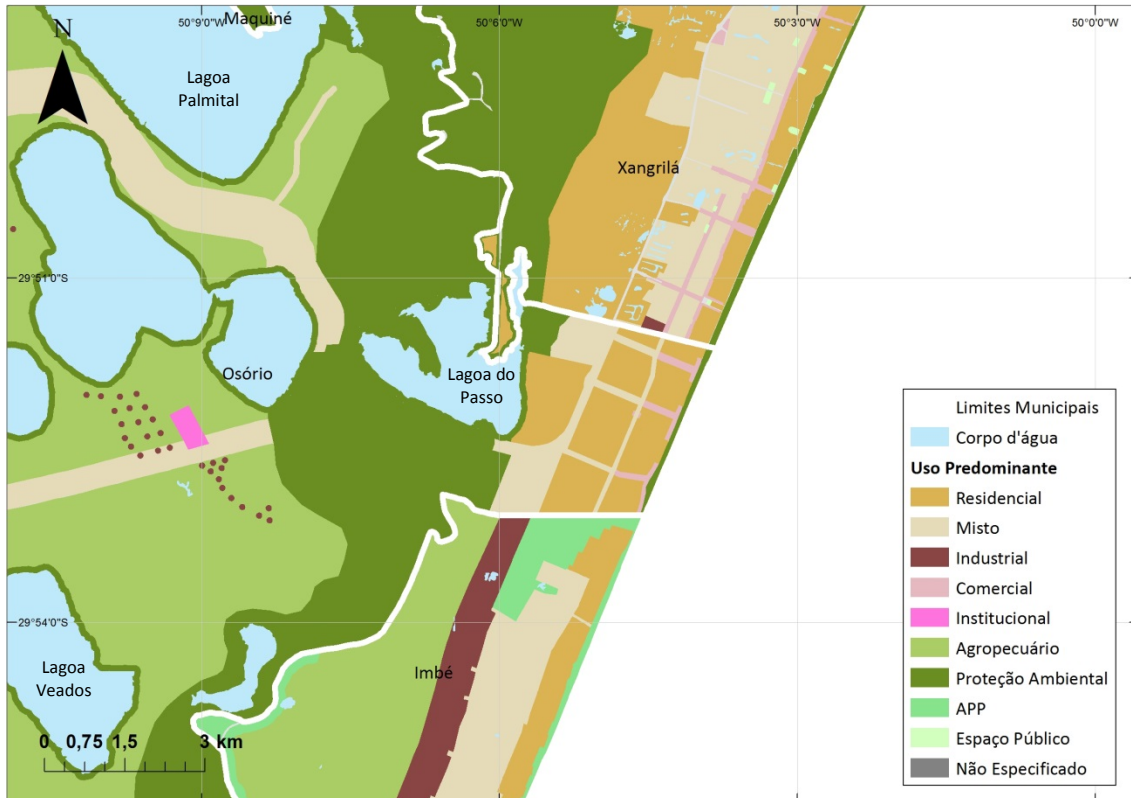 Maquiné
50°9'0"W
50°6'0"W
50°3'0"W
50°0'0"W
N
Lagoa
Palmital
Xangrilá
29°51'0"S
Osório
Lagoa do
Passo
29°54'0"S
Lagoa
Veados
Imbé
0 0,75 1,5 3 km
Limites Municipais
Corpo d'água
Uso Predominante
Residencial
Misto
Industrial
Comercial
Institucional
Agropecuário
Proteção Ambiental
APP
Espaço Público
Não Especificado